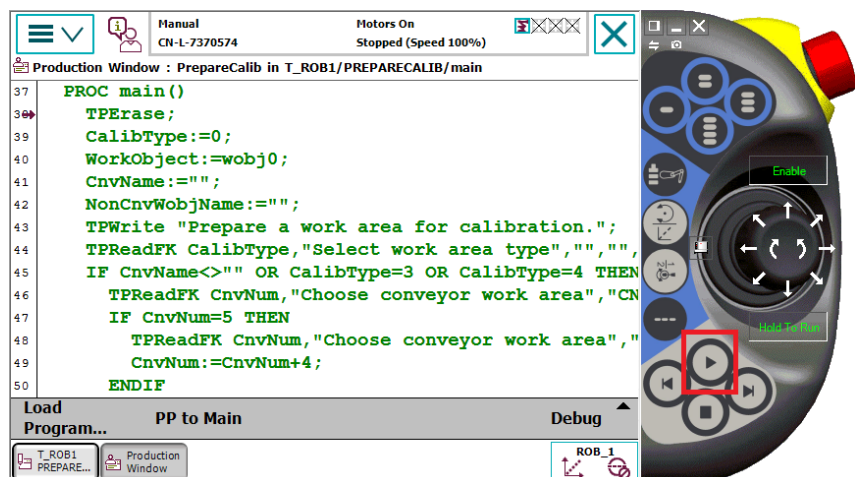 Manual
Motors On
CN-L-7370574
Stopped (Speed 100%)
Production Window : PrepareCalib in T_ROB1/PREPARECALIB/main
37 PROC main()
38 TPErase;
39 CalibType:=0;
40 WorkObject:=wobj0;
41 CnvName:="";
42 NonCnvWobjName:="";
43 TPWrite "Prepare a work area for calibration.";
44 TPReadFK CalibType,"Select work area type","","",
45 IF CnvName<>"" OR CalibType=3 OR CalibType=4 THEN
46 TPReadFK CnvNum,"Choose conveyor work area","CN
47 IF CnvNum=5 THEN
48 TPReadFK CnvNum,"Choose conveyor work area","
49 CnvNum:=CnvNum+4;
50 ENDIF
Load Program...
PP to Main
Debug
T_ROB1
PREPARE...
Production
Window
ROB_1
Enable
Hold To Run